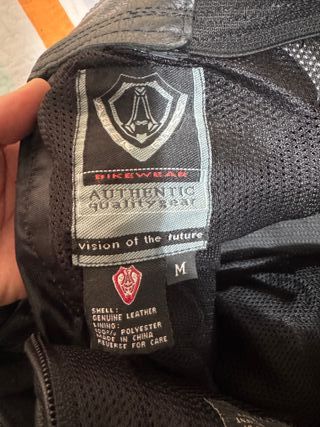 BIKEWEAR
AUTHENTIC
qualitygear
vision of the future
M
SHELL:
GENUINE LEATHER
LINING:
100% POLYESTER
MADE IN CHINA
REVERSE FOR CARE